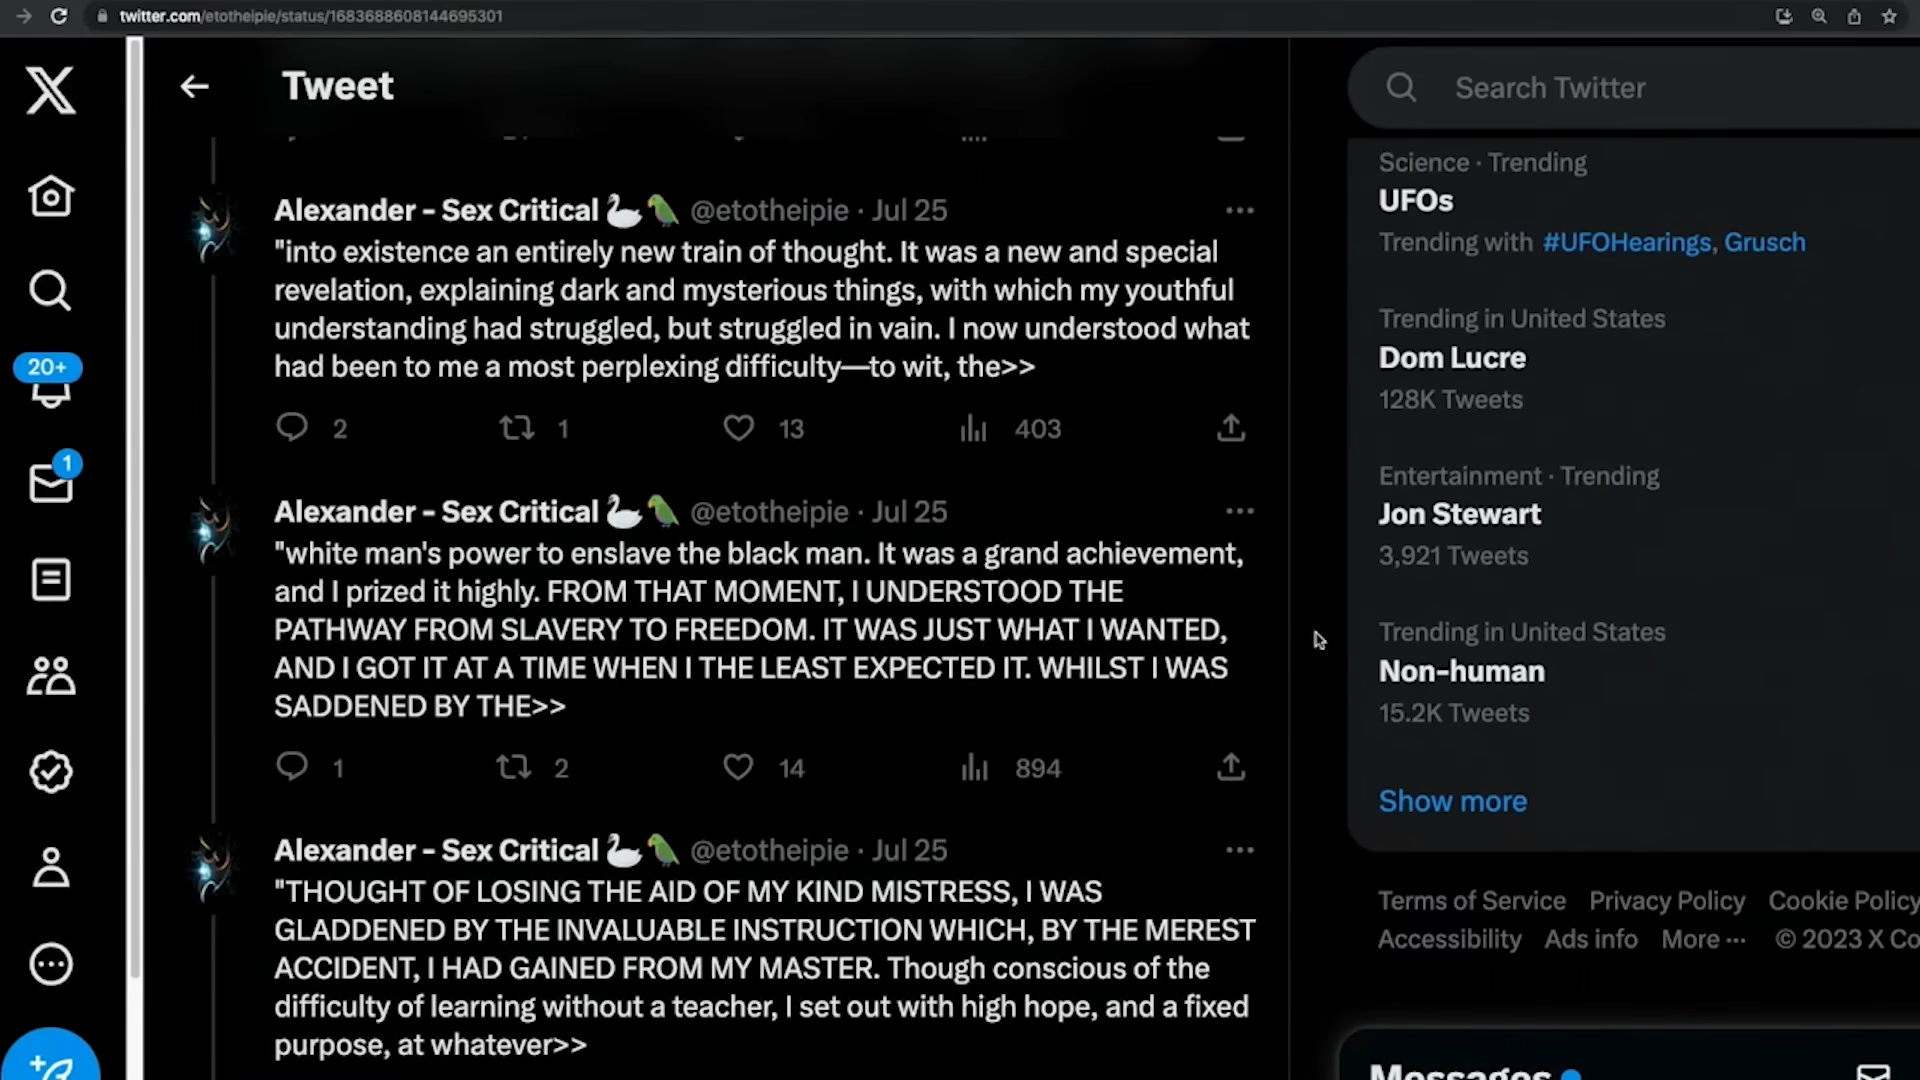 twitter.com/etotheipie/status/1683688608144695301
X
Tweet
Search Twitter
Alexander - Sex Critical 🦢🦜 @etotheipie · Jul 25
"into existence an entirely new train of thought. It was a new and special
revelation, explaining dark and mysterious things, with which my youthful
understanding had struggled, but struggled in vain. I now understood what
had been to me a most perplexing difficulty—to wit, the>>
2 1 13 403
Alexander - Sex Critical 🦢🦜 @etotheipie · Jul 25
"white man's power to enslave the black man. It was a grand achievement,
and I prized it highly. FROM THAT MOMENT, I UNDERSTOOD THE
PATHWAY FROM SLAVERY TO FREEDOM. IT WAS JUST WHAT I WANTED,
AND I GOT IT AT A TIME WHEN I THE LEAST EXPECTED IT. WHILST I WAS
SADDENED BY THE>>
1 2 14 894
Alexander - Sex Critical 🦢🦜 @etotheipie · Jul 25
"THOUGHT OF LOSING THE AID OF MY KIND MISTRESS, I WAS
GLADDENED BY THE INVALUABLE INSTRUCTION WHICH, BY THE MEREST
ACCIDENT, I HAD GAINED FROM MY MASTER. Though conscious of the
difficulty of learning without a teacher, I set out with high hope, and a fixed
purpose, at whatever>>
20+
1
Science · Trending
UFOs
Trending with #UFOHearings, Grusch
Trending in United States
Dom Lucre
128K Tweets
Entertainment · Trending
Jon Stewart
3,921 Tweets
Trending in United States
Non-human
15.2K Tweets
Show more
Terms of Service Privacy Policy Cookie Policy
Accessibility Ads info More ··· © 2023 X Co
Messages